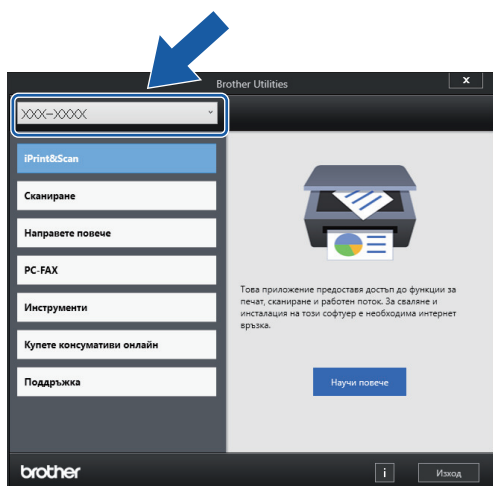 Brother Utilities
X
XXX-XXXX
iPrint&Scan
Сканиране
Направете повече
PC-FAX
Инструменти
Купете консумативи онлайн
Поддръжка
Това приложение предоставя достъп до функции за
печат, сканиране и работен поток. За сваляне и
инсталация на този софтуер е необходима интернет
връзка.
Научи повече
brother
i
Изход